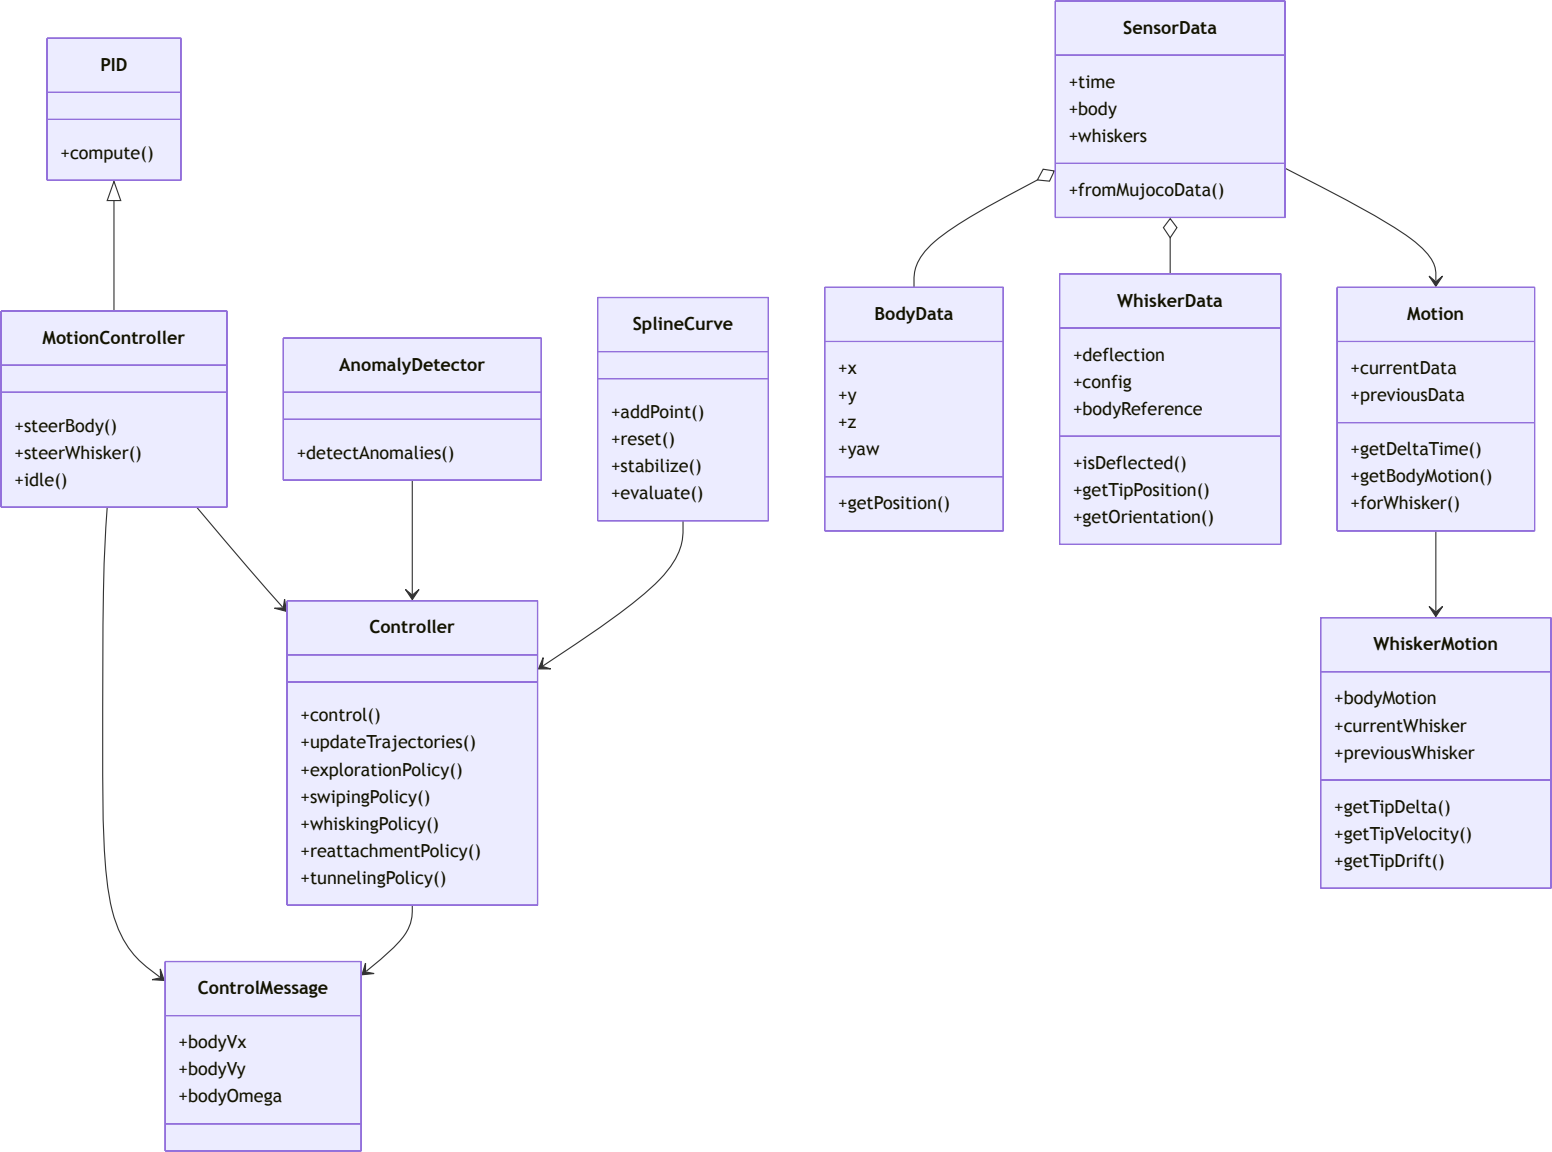 PID
+compute()
MotionController
+steerBody()
+steerWhisker()
+idle()
AnomalyDetector
+detectAnomalies()
SplineCurve
+addPoint()
+reset()
+stabilize()
+evaluate()
Controller
+control()
+updateTrajectories()
+explorationPolicy()
+swipingPolicy()
+whiskingPolicy()
+reattachmentPolicy()
+tunnelingPolicy()
ControlMessage
+bodyVx
+bodyVy
+bodyOmega
SensorData
+time
+body
+whiskers
+fromMujocoData()
BodyData
+x
+y
+z
+yaw
+getPosition()
WhiskerData
+deflection
+config
+bodyReference
+isDeflected()
+getTipPosition()
+getOrientation()
Motion
+currentData
+previousData
+getDeltaTime()
+getBodyMotion()
+forWhisker()
WhiskerMotion
+bodyMotion
+currentWhisker
+previousWhisker
+getTipDelta()
+getTipVelocity()
+getTipDrift()